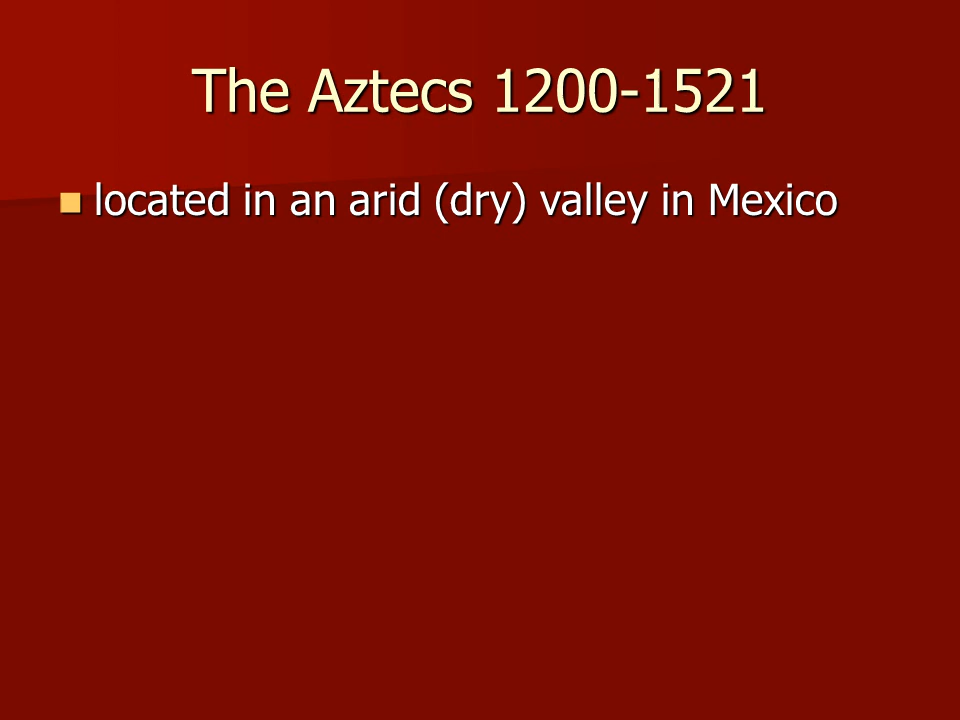 The Aztecs 1200-1521
located in an arid (dry) valley in Mexico